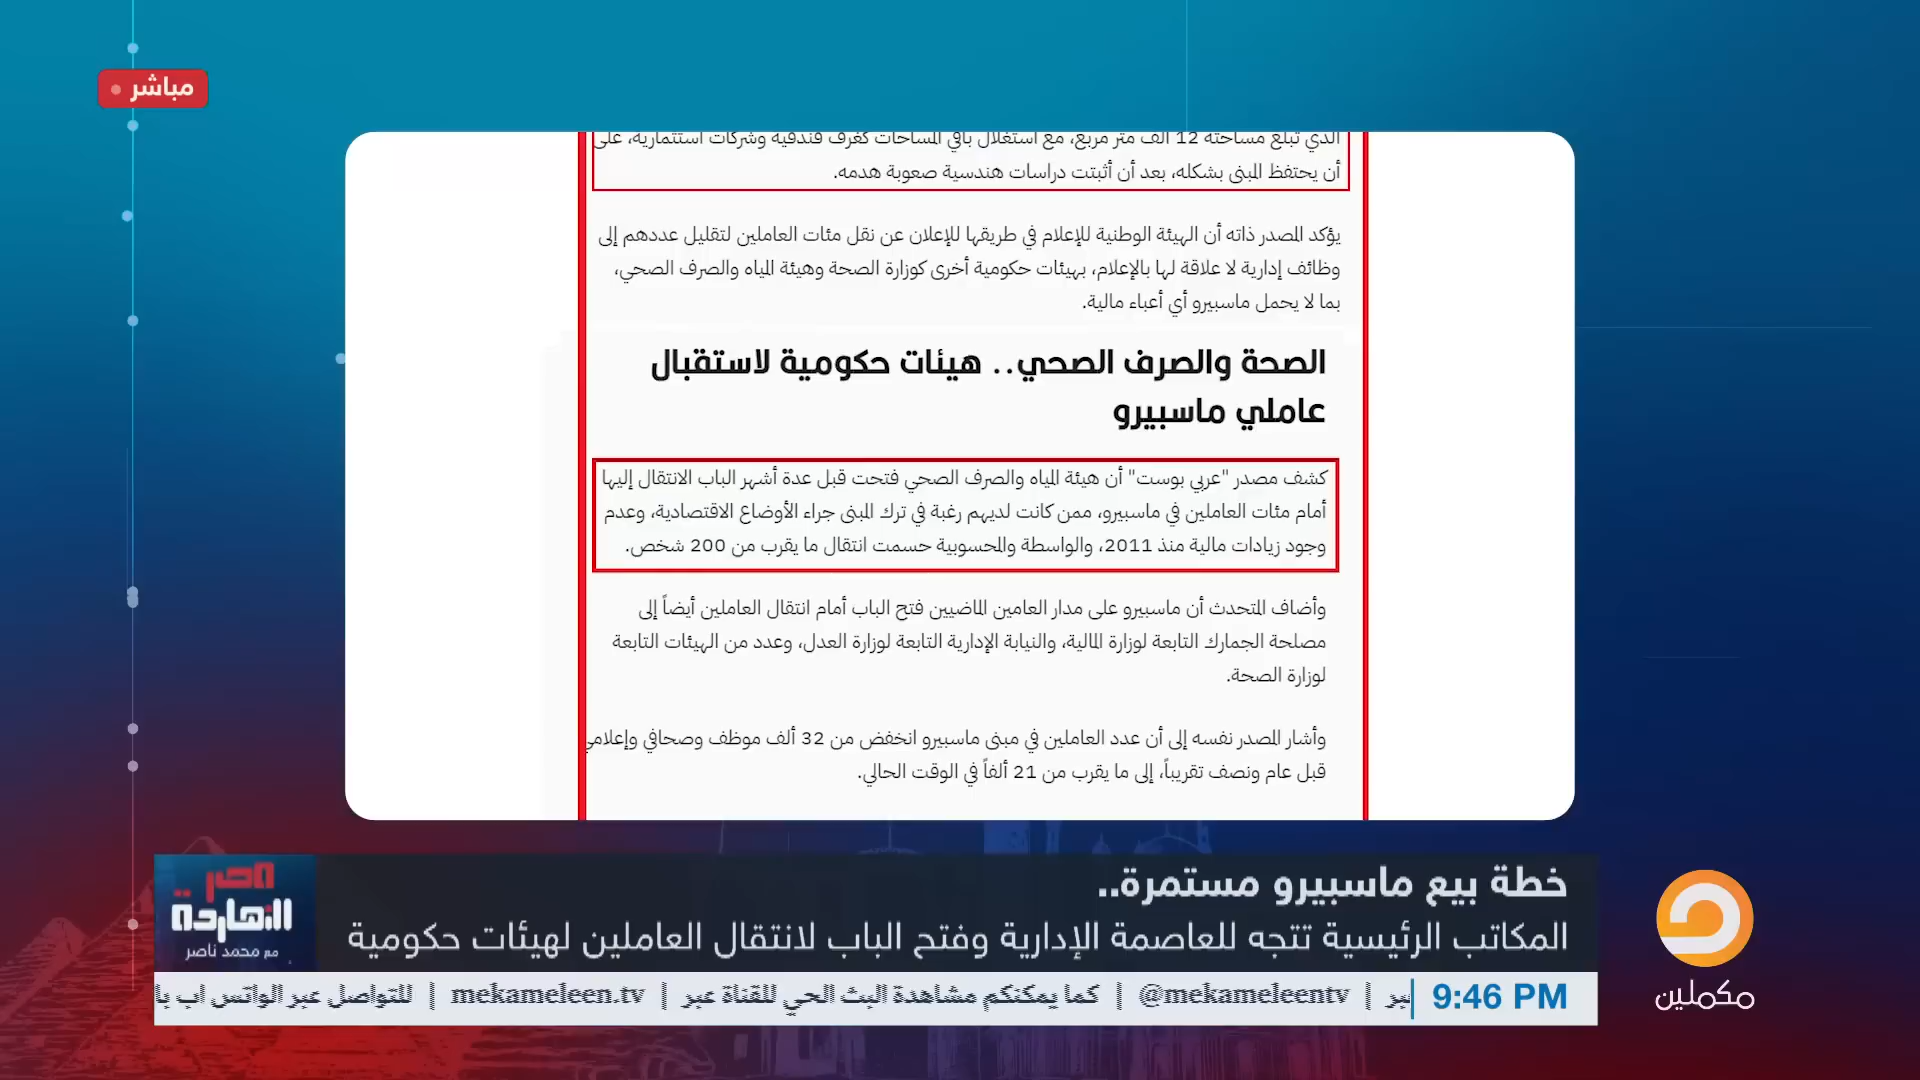 مباشر
الذي تبلغ مساحته 12 ألف متر مربع، مع استغلال باقي المساحات كغرف فندقية وشركات استثمارية، على
أن يحتفظ المبنى بشكله، بعد أن أثبتت دراسات هندسية صعوبة هدمه.
يؤكد المصدر ذاته أن الهيئة الوطنية للإعلام في طريقها للإعلان عن نقل مئات العاملين لتقليل عددهم إلى
وظائف إدارية لا علاقة لها بالإعلام، بهيئات حكومية أخرى كوزارة الصحة وهيئة المياه والصرف الصحي،
بما لا يحمل ماسبيرو أي أعباء مالية.
الصحة والصرف الصحي.. هيئات حكومية لاستقبال
عاملي ماسبيرو
كشف مصدر "عربي بوست" أن هيئة المياه والصرف الصحي فتحت قبل عدة أشهر الباب الانتقال إليها
أمام مئات العاملين في ماسبيرو، ممن كانت لديهم رغبة في ترك المبنى جراء الأوضاع الاقتصادية، وعدم
وجود زيادات مالية منذ 2011، والواسطة والمحسوبية حسمت انتقال ما يقرب من 200 شخص.
وأضاف المتحدث أن ماسبيرو على مدار العامين الماضيين فتح الباب أمام انتقال العاملين أيضاً إلى
مصلحة الجمارك التابعة لوزارة المالية، والنيابة الإدارية التابعة لوزارة العدل، وعدد من الهيئات التابعة
لوزارة الصحة.
وأشار المصدر نفسه إلى أن عدد العاملين في مبنى ماسبيرو انخفض من 32 ألف موظف وصحافي وإعلامي
قبل عام ونصف تقريباً، إلى ما يقرب من 21 ألفاً في الوقت الحالي.
خطة بيع ماسبيرو مستمرة..
المكاتب الرئيسية تتجه للعاصمة الإدارية وفتح الباب لانتقال العاملين لهيئات حكومية
مصر
النهاردة
مع محمد ناصر
9:46 PM
@mekameleentv | كما يمكنكم مشاهدة البث الحي للقناة عبر | mekameleen.tv | للتواصل عبر الواتس اب
مكملين